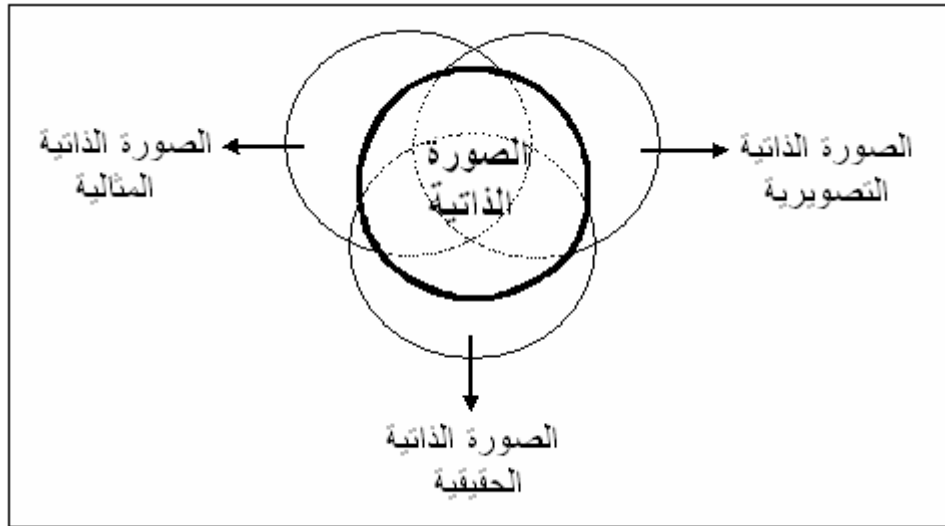 الصورة الذاتية
التصويرية
الصورة
الذاتية
الصورة الذاتية
المثالية
الصورة الذاتية
الحقيقية